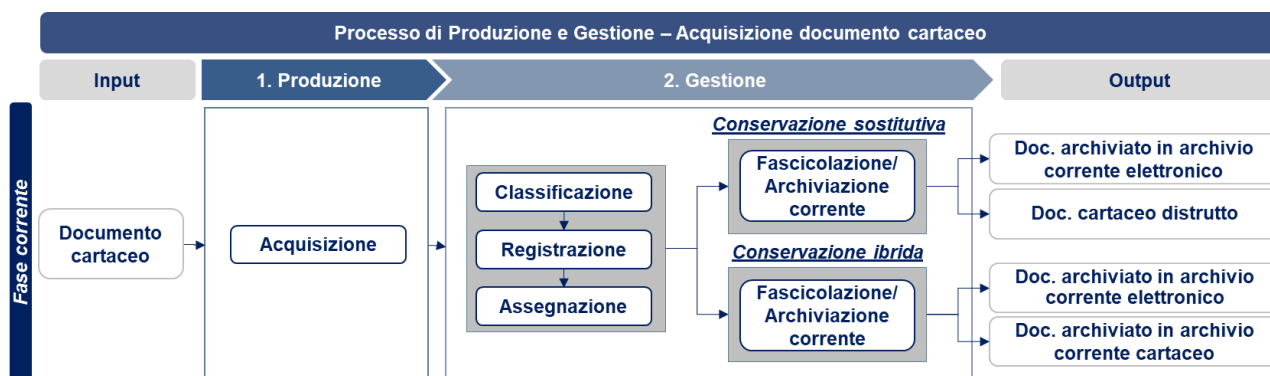 Processo di Produzione e Gestione – Acquisizione documento cartaceo
Input
1. Produzione
2. Gestione
Output
Fase corrente
Documento
cartaceo
Acquisizione
Classificazione
Registrazione
Assegnazione
Conservazione sostitutiva
Fascicolazione/
Archiviazione
corrente
Conservazione ibrida
Fascicolazione/
Archiviazione
corrente
Doc. archiviato in archivio
corrente elettronico
Doc. cartaceo distrutto
Doc. archiviato in archivio
corrente elettronico
Doc. archiviato in archivio
corrente cartaceo